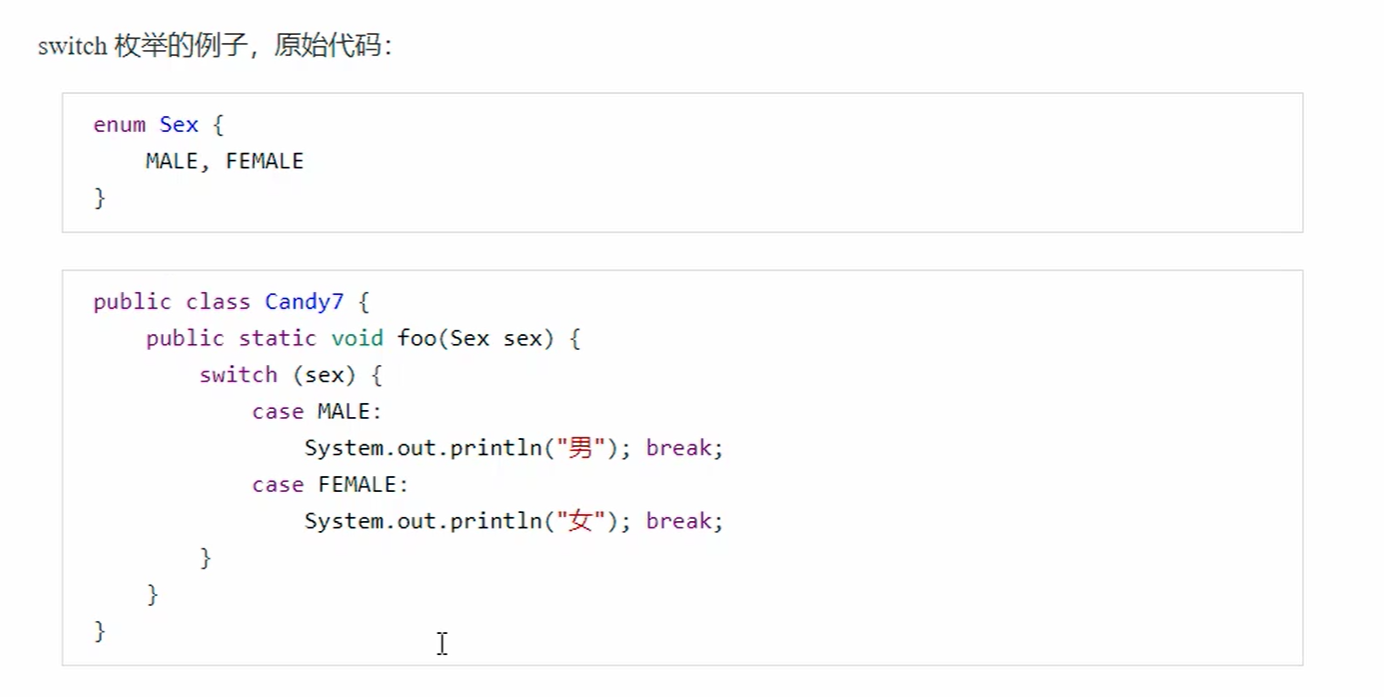 switch 枚举的例子，原始代码：
enum Sex {
    MALE, FEMALE
}
public class Candy7 {
    public static void foo(Sex sex) {
        switch (sex) {
            case MALE:
                System.out.println("男"); break;
            case FEMALE:
                System.out.println("女"); break;
        }
    }
}